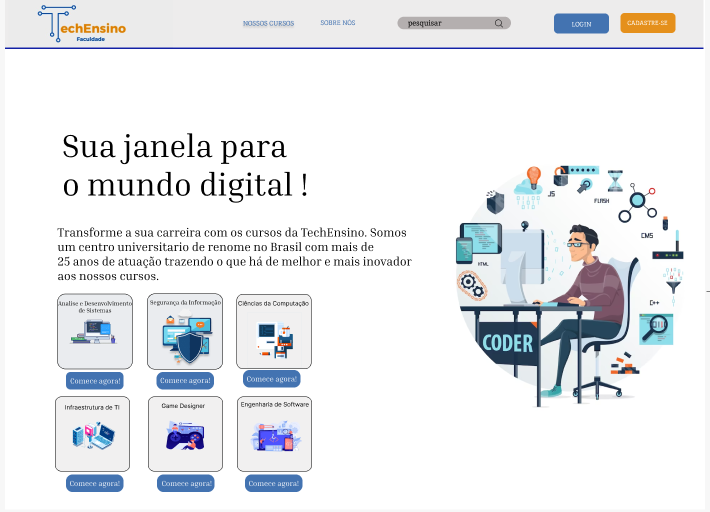 TechEnsino
Faculdade
NOSSOS CURSOS
SOBRE NÓS
pesquisar
LOGIN
CADASTRE-SE
Sua janela para
o mundo digital !
Transforme a sua carreira com os cursos da TechEnsino. Somos
um centro universitario de renome no Brasil com mais de
25 anos de atuação trazendo o que há de melhor e mais inovador
aos nossos cursos.
Analise e Desenvolvimento
de Sistemas
Segurança da Informação
Ciências da Computação
Comece agora!
Comece agora!
Comece agora!
Infraestrutura de TI
Game Designer
Engenharia de Software
Comece agora!
Comece agora!
Comece agora!
JS
FLASH
CMS
HTML
D++
CODER